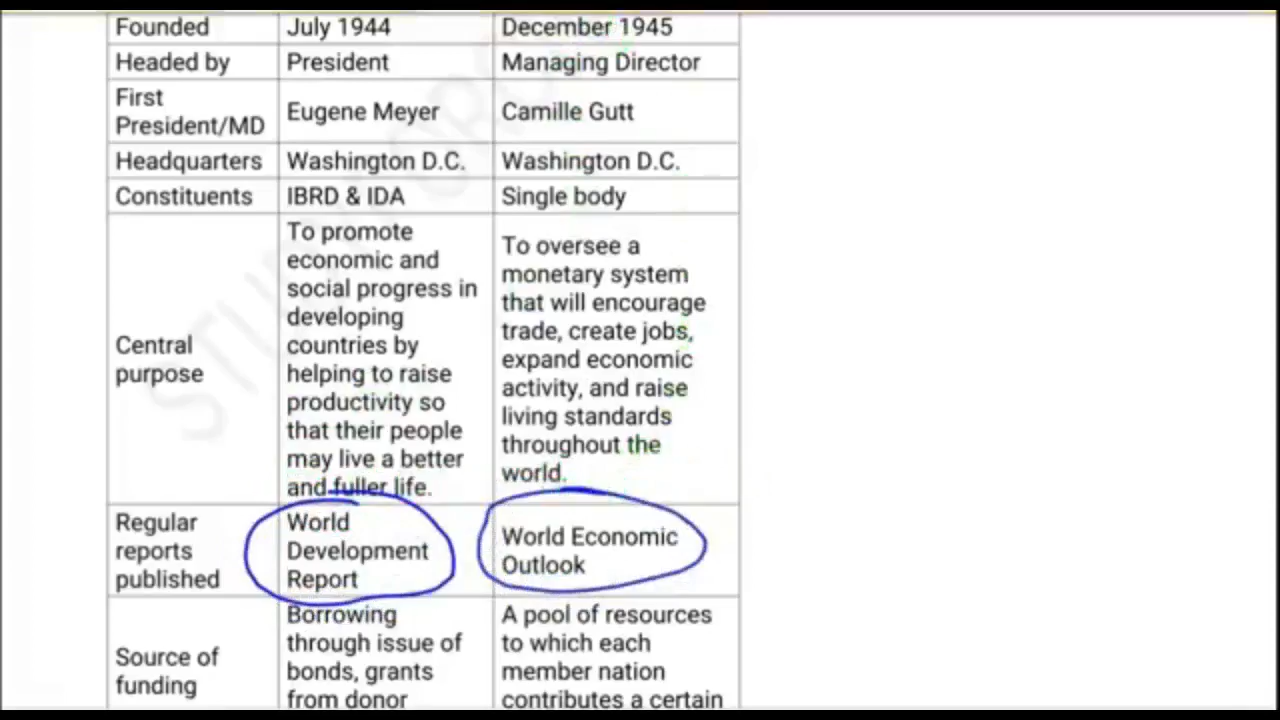 Founded July 1944 December 1945
Headed by President Managing Director
First
President/MD Eugene Meyer Camille Gutt
Headquarters Washington D.C. Washington D.C.
Constituents IBRD & IDA Single body
Central
purpose
To promote
economic and
social progress in
developing
countries by
helping to raise
productivity so
that their people
may live a better
and fuller life.
To oversee a
monetary system
that will encourage
trade, create jobs,
expand economic
activity, and raise
living standards
throughout the
world.
Regular
reports
published
World
Development
Report
World Economic
Outlook
Source of
funding
Borrowing
through issue of
bonds, grants
from donor
A pool of resources
to which each
member nation
contributes a certain